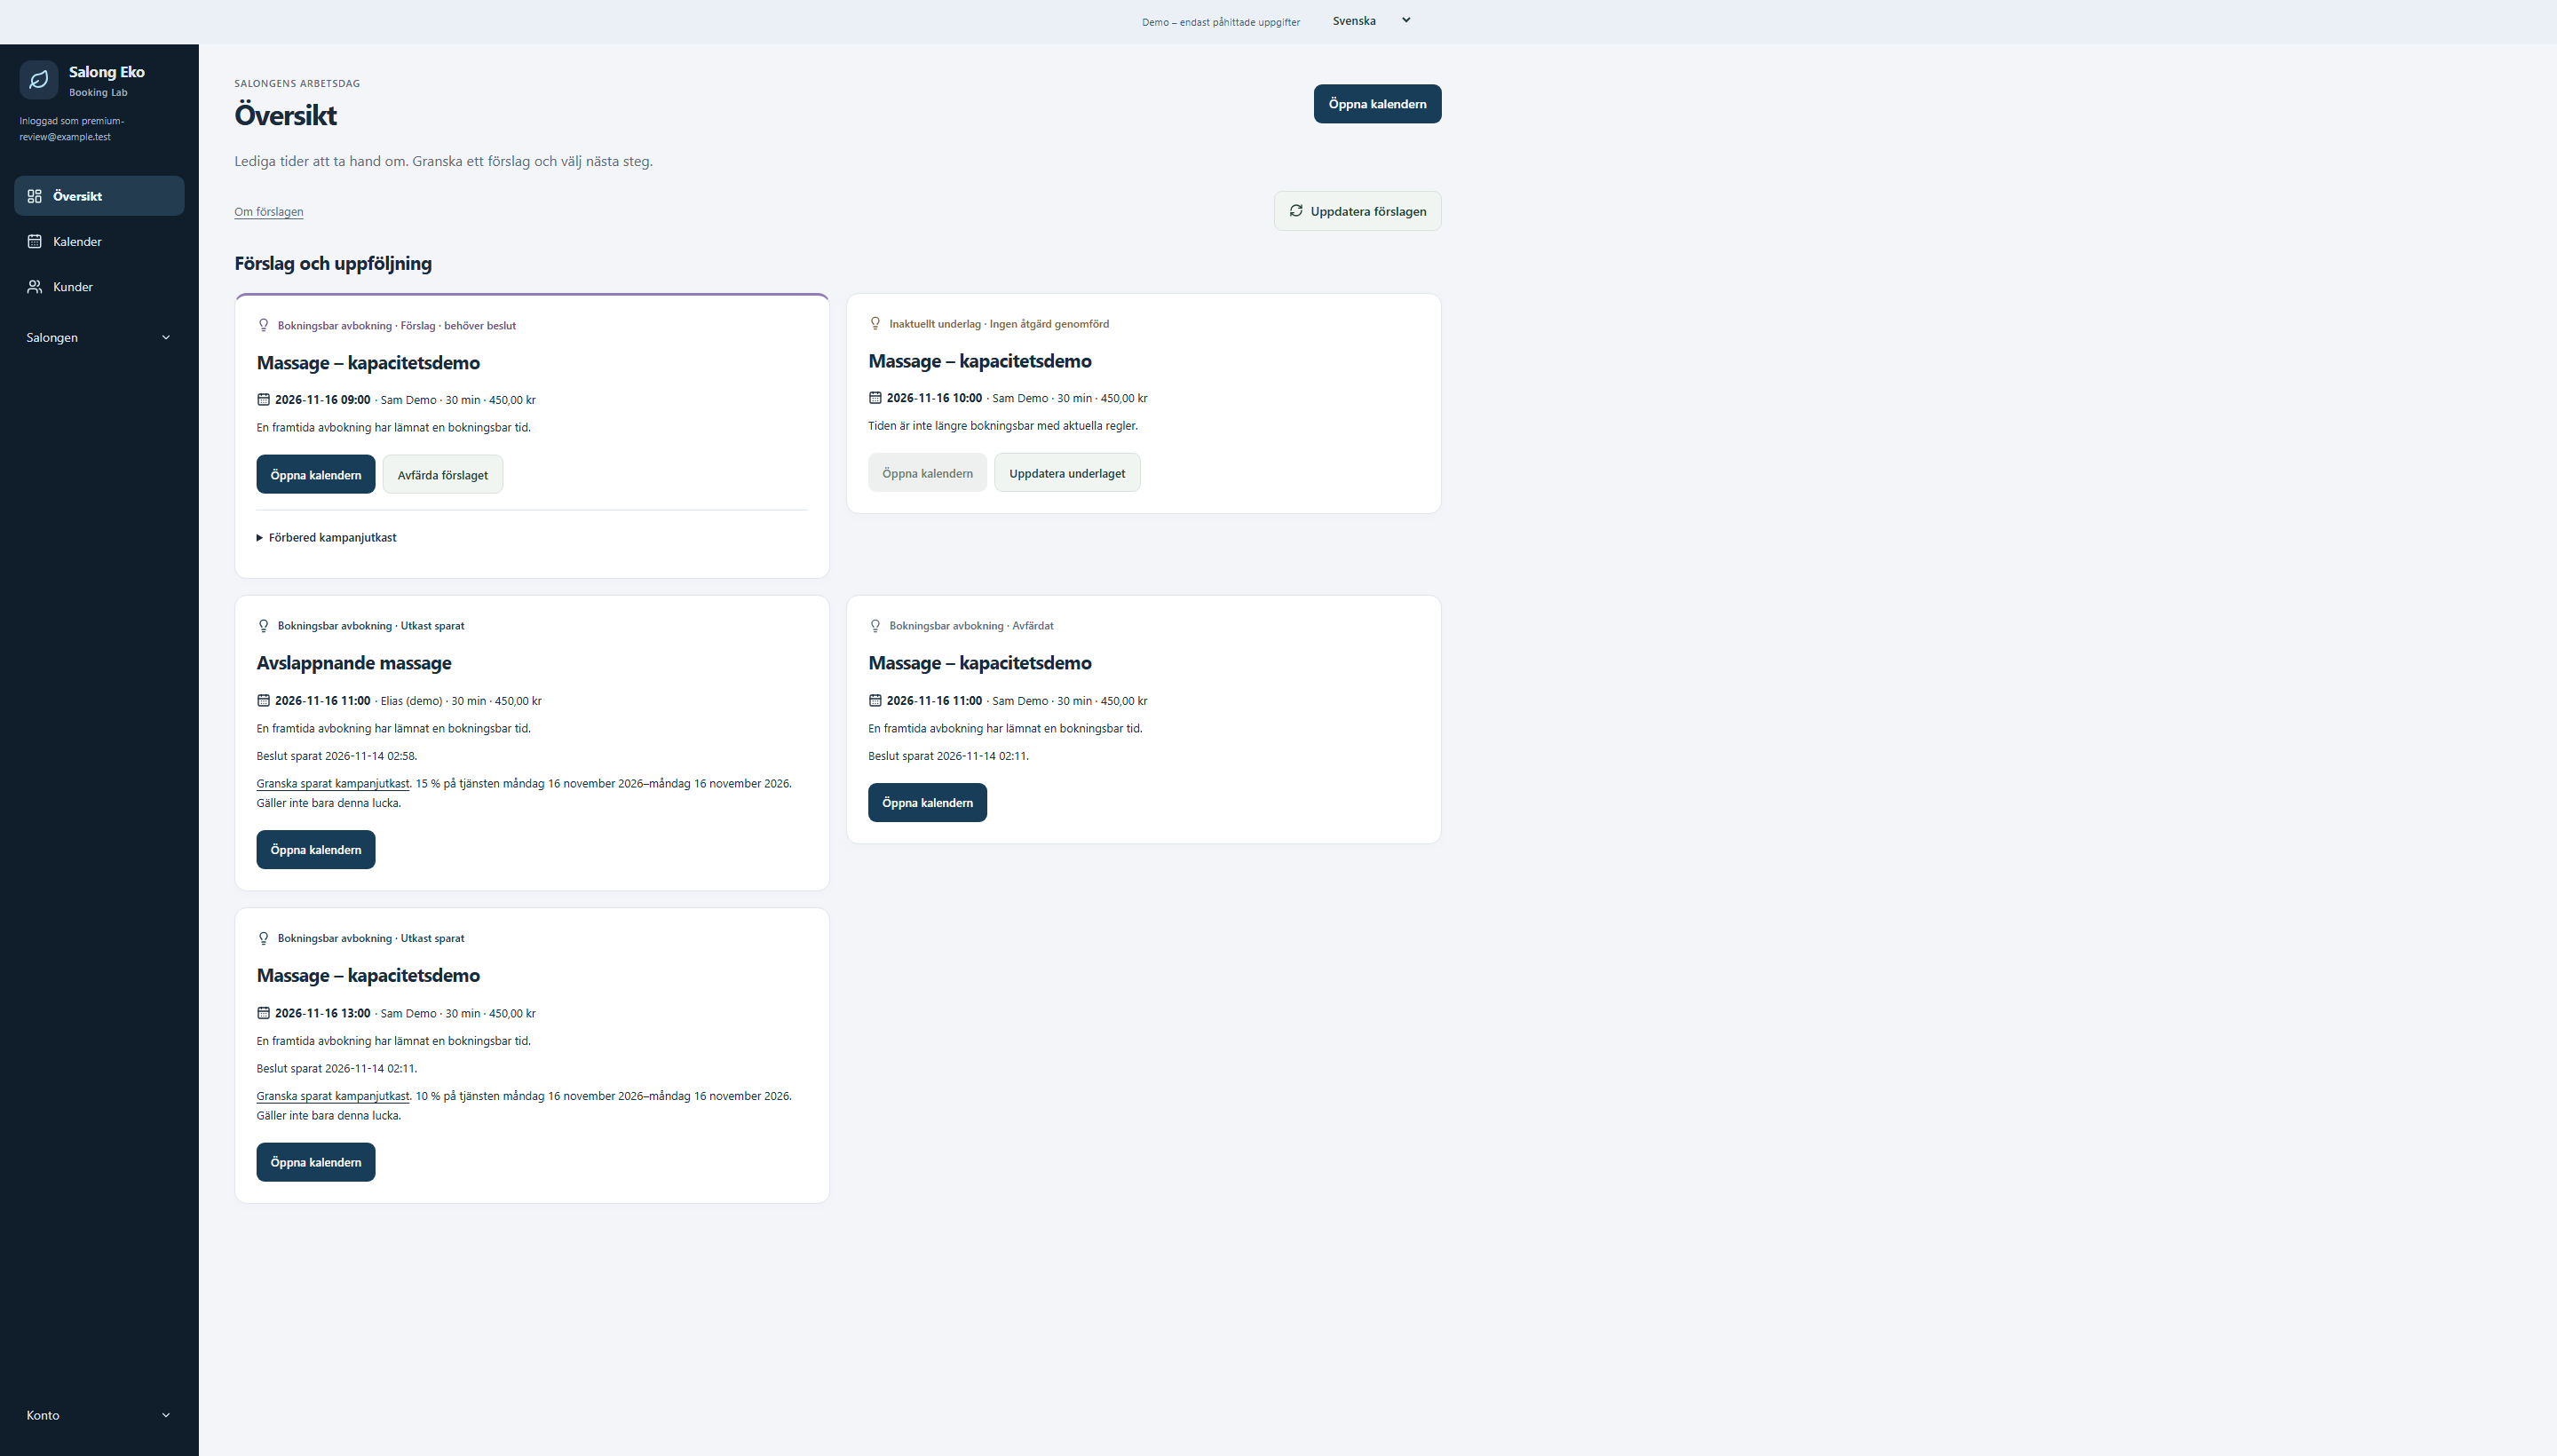 Demo – endast påhittade uppgifter
Svenska
Salong Eko
Booking Lab
Inloggad som premium-
review@example.test
Översikt
Kalender
Kunder
Salongen
Konto
SALONGENS ARBETSDAG
Översikt
Öppna kalendern
Lediga tider att ta hand om. Granska ett förslag och välj nästa steg.
Om förslagen
Uppdatera förslagen
Förslag och uppföljning
Bokningsbar avbokning · Förslag · behöver beslut
Massage – kapacitetsdemo
2026-11-16 09:00 · Sam Demo · 30 min · 450,00 kr
En framtida avbokning har lämnat en bokningsbar tid.
Öppna kalendern
Avfärda förslaget
Förbered kampanjutkast
Inaktuellt underlag · Ingen åtgärd genomförd
Massage – kapacitetsdemo
2026-11-16 10:00 · Sam Demo · 30 min · 450,00 kr
Tiden är inte längre bokningsbar med aktuella regler.
Öppna kalendern
Uppdatera underlaget
Bokningsbar avbokning · Utkast sparat
Avslappnande massage
2026-11-16 11:00 · Elias (demo) · 30 min · 450,00 kr
En framtida avbokning har lämnat en bokningsbar tid.
Beslut sparat 2026-11-14 02:58.
Granska sparat kampanjutkast. 15 % på tjänsten måndag 16 november 2026–måndag 16 november 2026.
Gäller inte bara denna lucka.
Öppna kalendern
Bokningsbar avbokning · Avfärdat
Massage – kapacitetsdemo
2026-11-16 11:00 · Sam Demo · 30 min · 450,00 kr
En framtida avbokning har lämnat en bokningsbar tid.
Beslut sparat 2026-11-14 02:11.
Öppna kalendern
Bokningsbar avbokning · Utkast sparat
Massage – kapacitetsdemo
2026-11-16 13:00 · Sam Demo · 30 min · 450,00 kr
En framtida avbokning har lämnat en bokningsbar tid.
Beslut sparat 2026-11-14 02:11.
Granska sparat kampanjutkast. 10 % på tjänsten måndag 16 november 2026–måndag 16 november 2026.
Gäller inte bara denna lucka.
Öppna kalendern